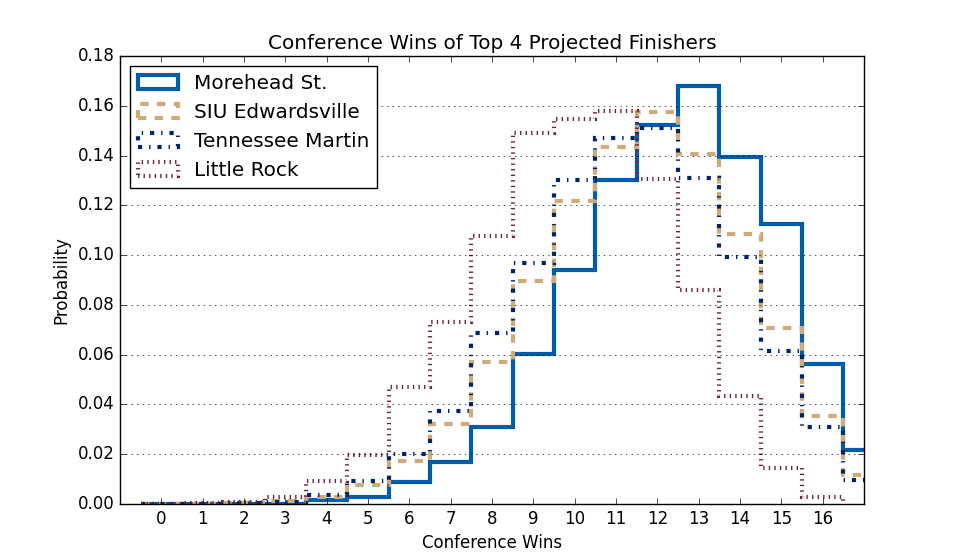 Conference Wins of Top 4 Projected Finishers
0.18
0.16
0.14
0.12
0.10
0.08
0.06
0.04
0.02
0.00
Probability
Morehead St.
SIU Edwardsville
Tennessee Martin
Little Rock
0 1 2 3 4 5 6 7 8 9 10 11 12 13 14 15 16
Conference Wins